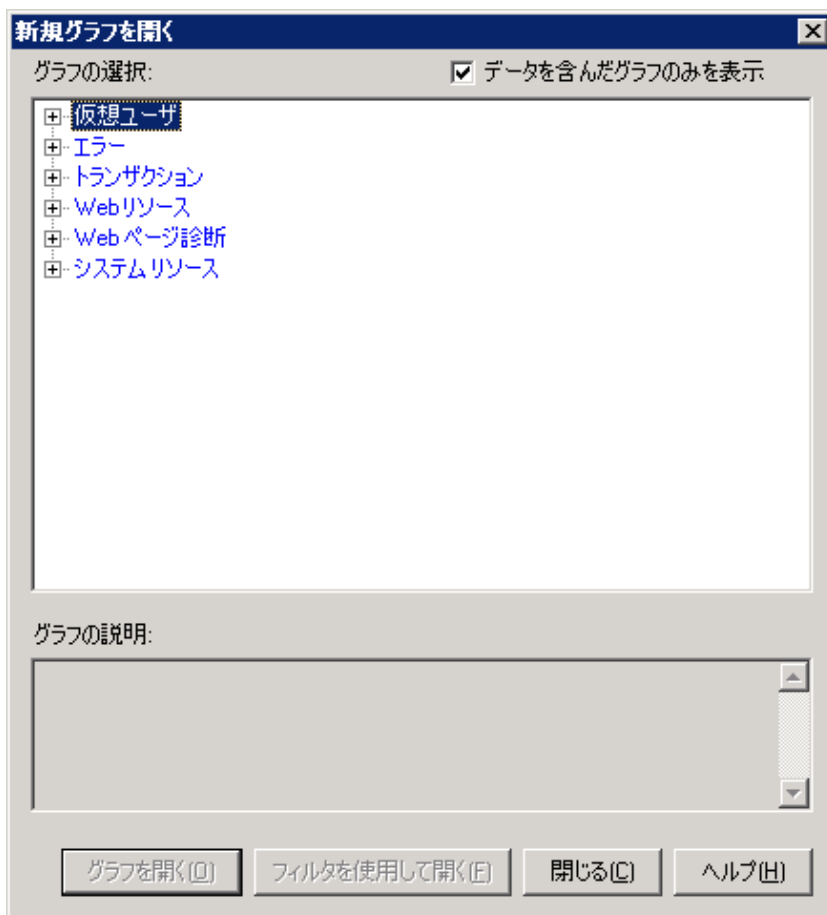 新規グラフを開く
グラフの選択: データを含んだグラフのみを表示
仮想ユーザ
エラー
トランザクション
Webリソース
Webページ診断
システム リソース
グラフの説明:
グラフを開く(O) フィルタを使用して開く(F) 閉じる(C) ヘルプ(H)